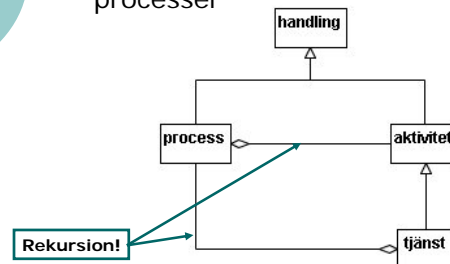 processer
handling
process
aktivitet
Rekursion!
tjänst